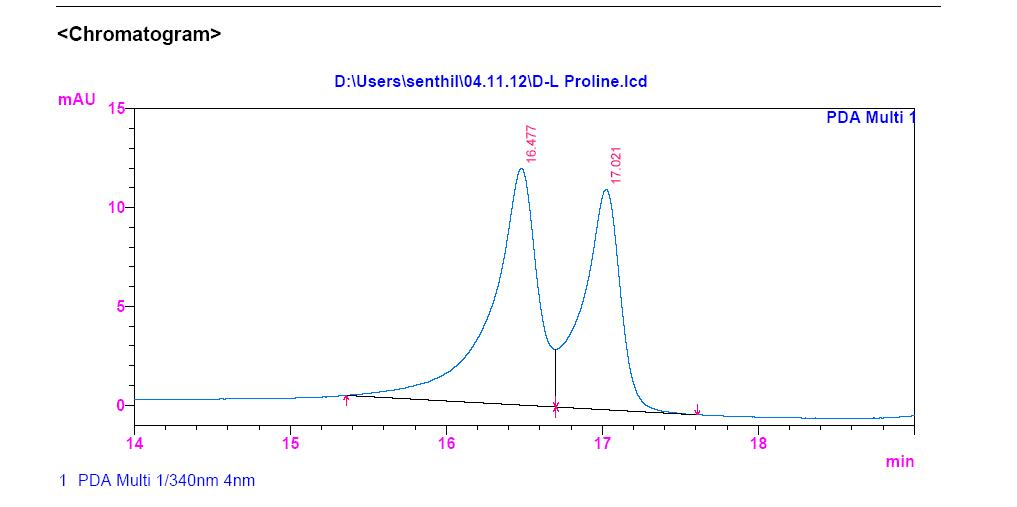 <Chromatogram>
D:\Users\senthil\04.11.12\D-L Proline.lcd
mAU
PDA Multi 1
15
16.477
17.021
10
5
0
14 15 16 17 18
min
1 PDA Multi 1/340nm 4nm